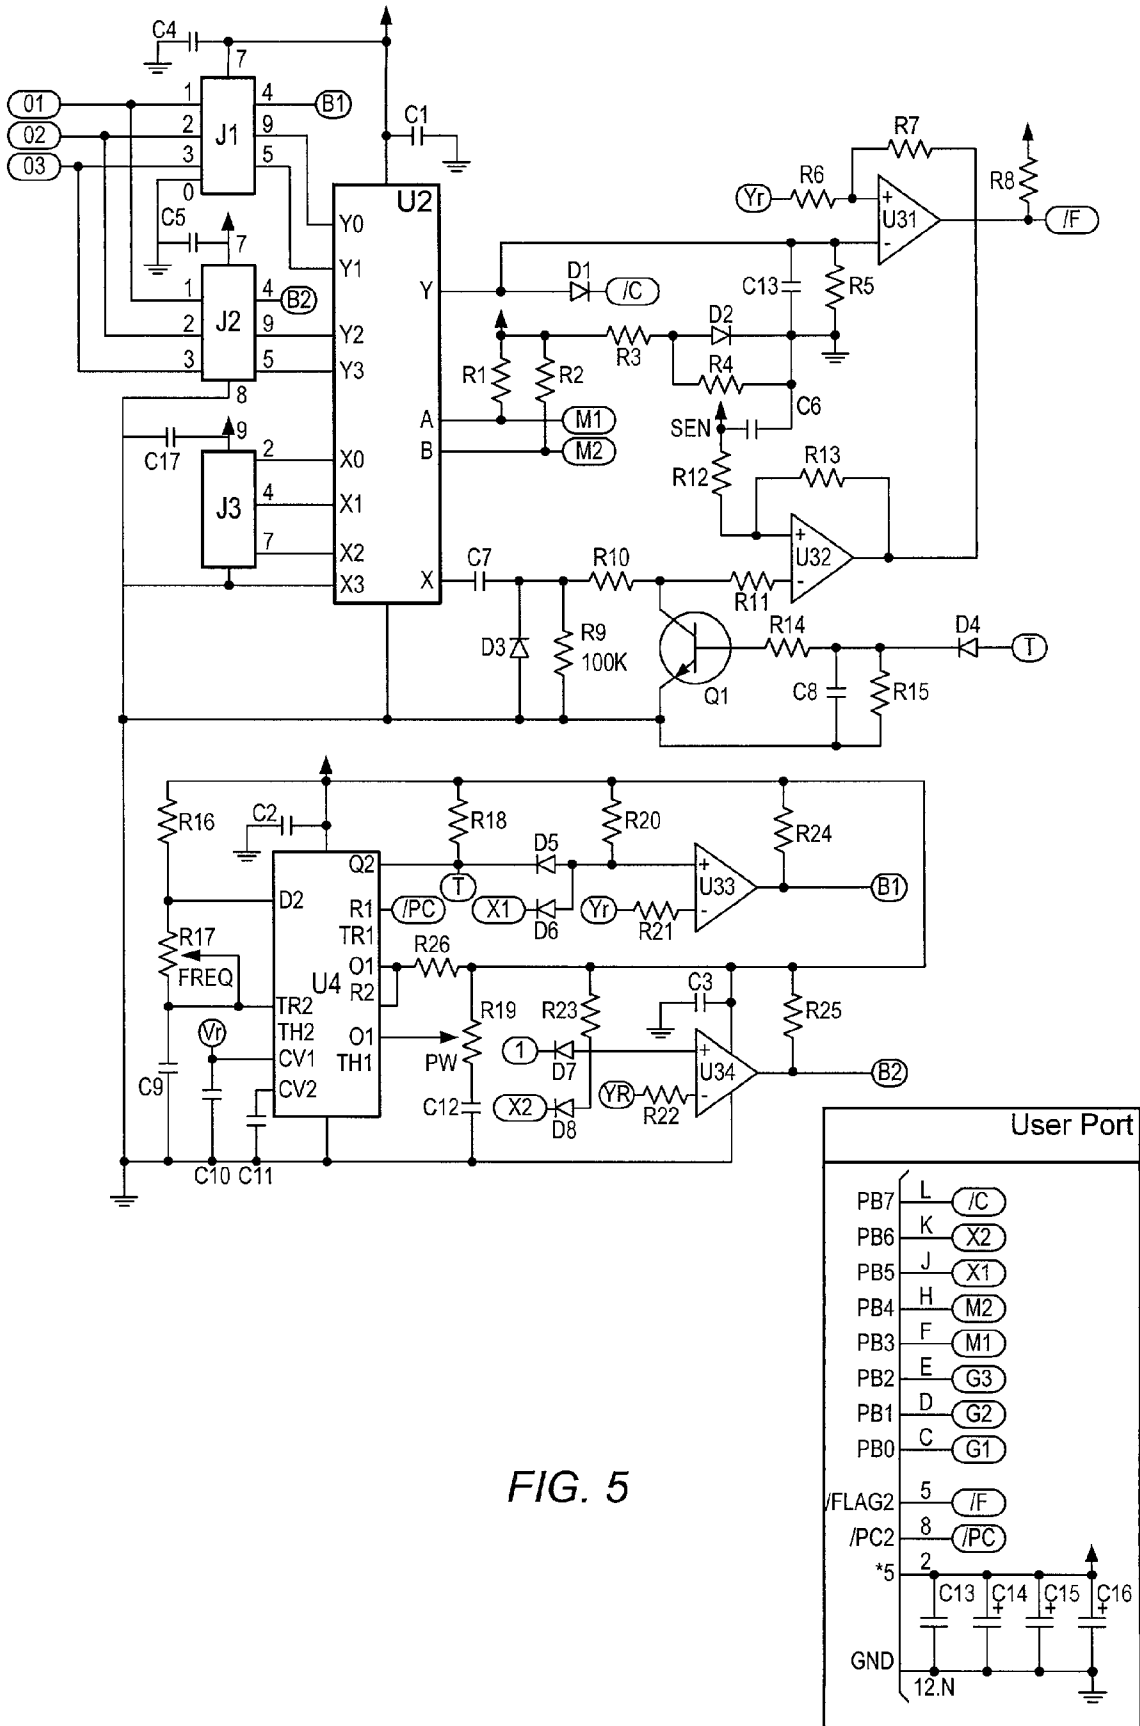 C4
7
01
1
4
B1
C1
02
2
J1
9
03
3
5
0
R7
R6
R8
Yr
+
U31
-
/F
U2
C5
7
Y0
Y1
1
4
B2
2
J2
9
Y2
3
5
Y3
8
Y
D1
/C
C13
R5
D2
R3
R4
R1
R2
C6
A
M1
SEN
B
M2
C17
9
2
X0
J3
4
X1
7
X2
X3
R12
R13
+
U32
-
X
C7
R10
R11
D3
R9
100K
Q1
R14
D4
T
C8
R15
R16
C2
R18
R20
R24
Q2
D5
+
U33
-
B1
D2
T
R1
/PC
X1
D6
Yr
R21
TR1
R17
FREQ
R26
U4
O1
R2
C3
TR2
R19
R23
R25
TH2
O1
Vr
CV1
TH1
PW
1
D7
+
U34
-
B2
C9
CV2
C12
X2
D8
YR
R22
C10
C11
User Port
PB7 L /C
PB6 K X2
PB5 J X1
PB4 H M2
PB3 F M1
PB2 E G3
PB1 D G2
PB0 C G1
/FLAG2 5 /F
/PC2 8 /PC
*5 2
C13
C14
+
C15
+
C16
+
GND
12.N
FIG. 5